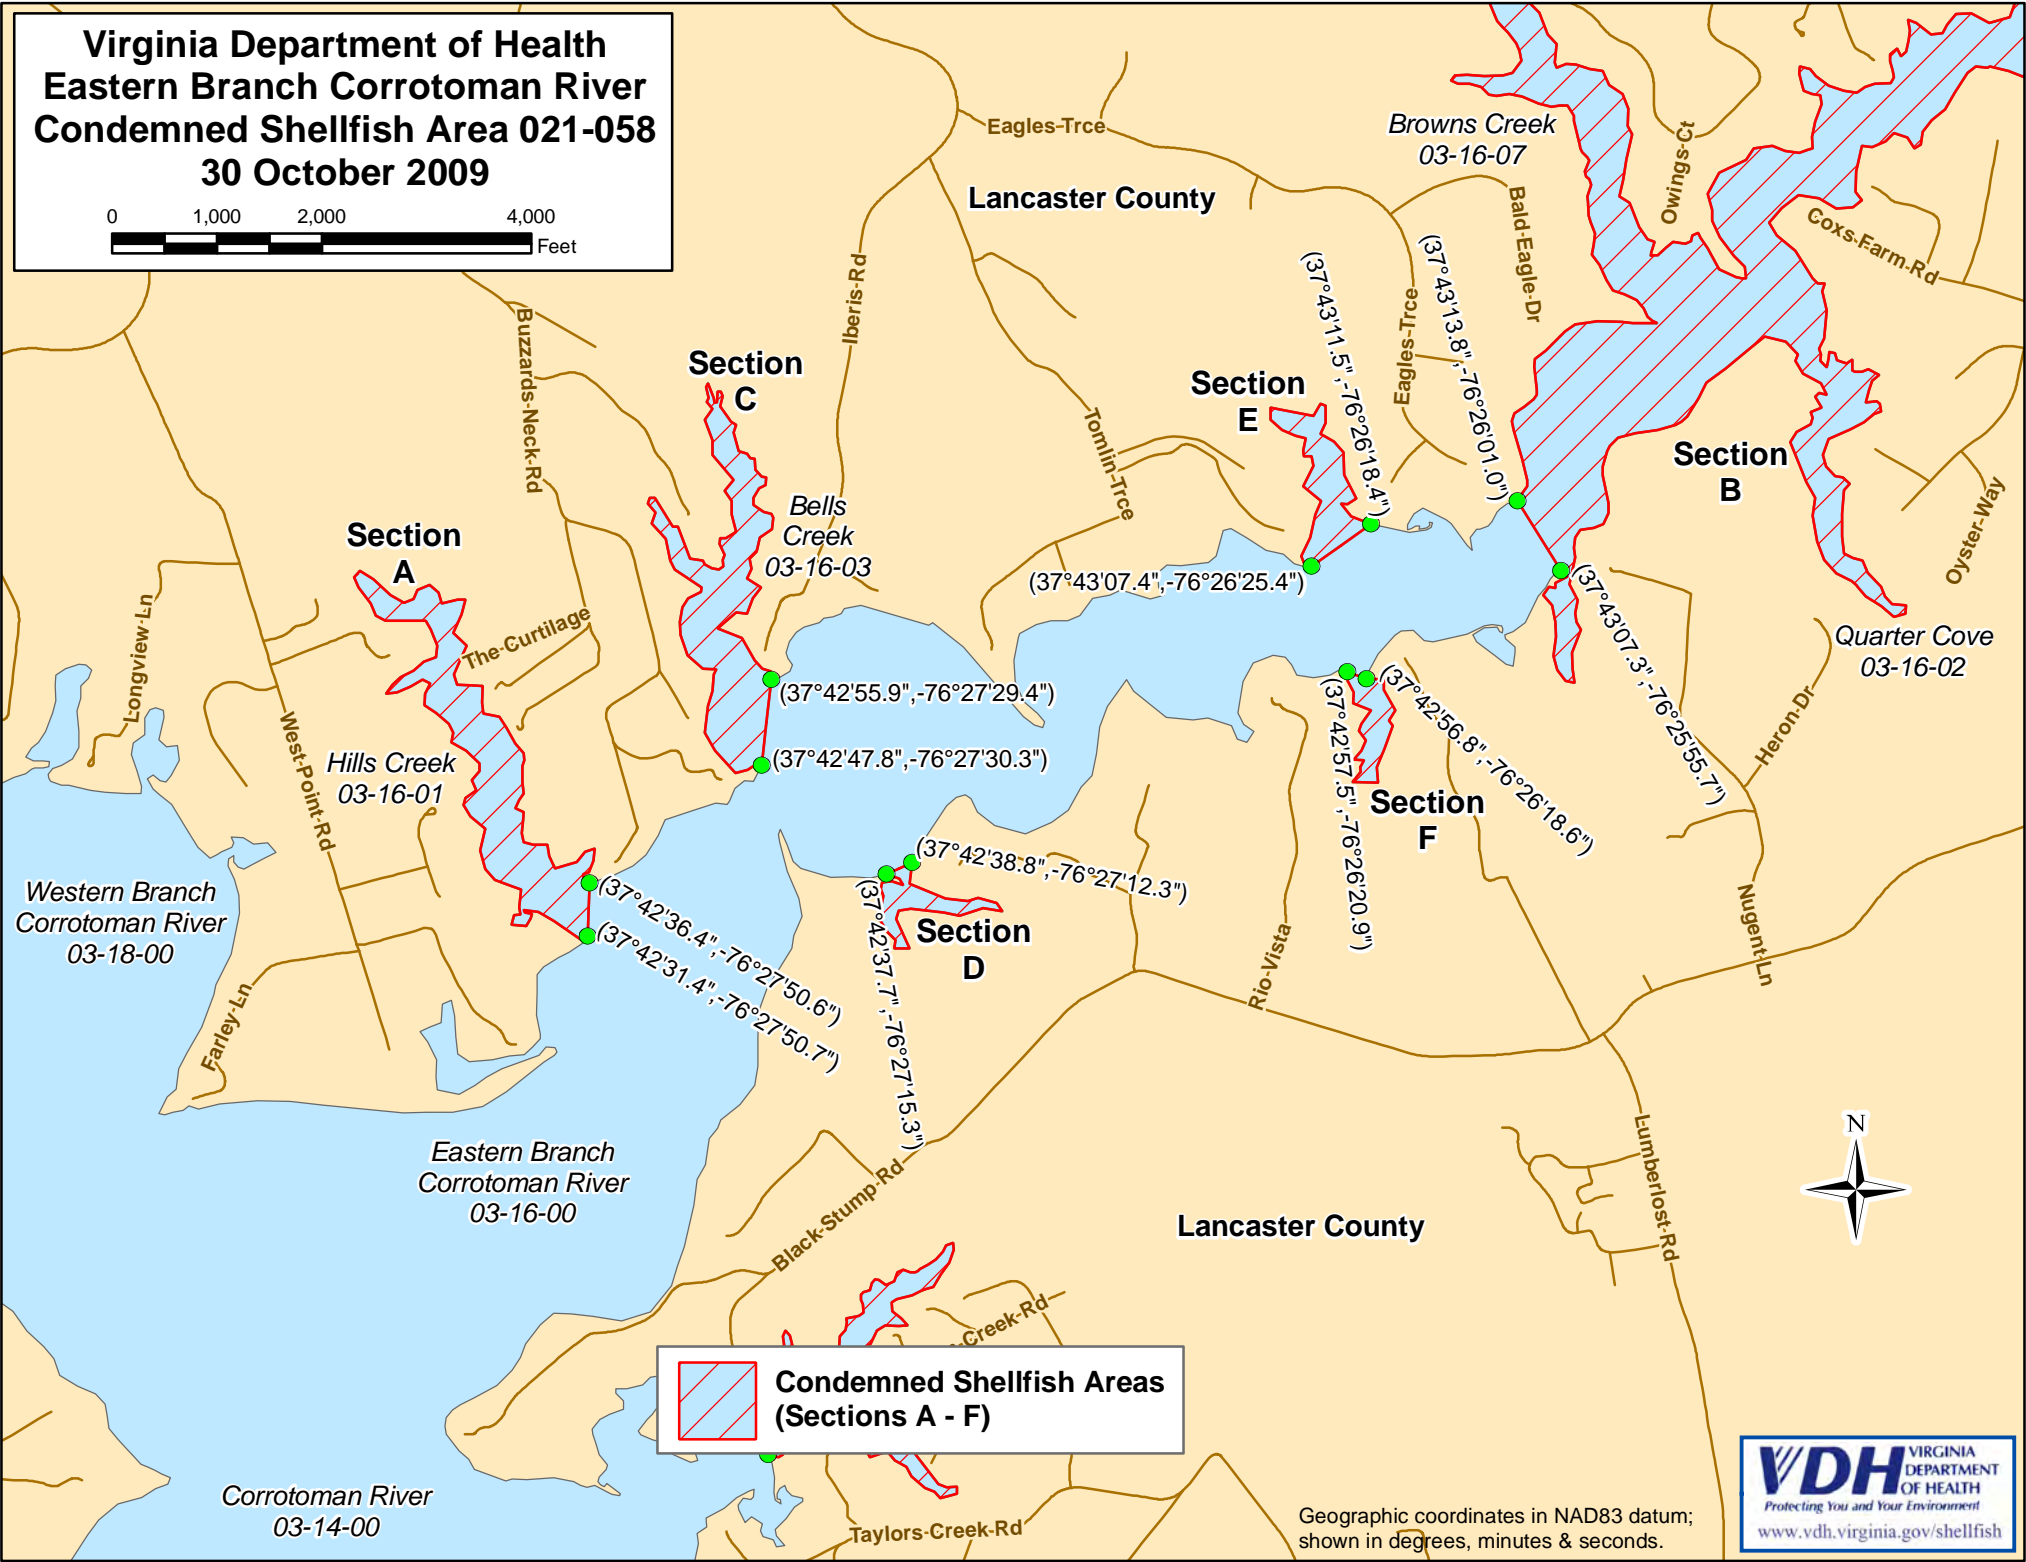 Virginia Department of Health
Eastern Branch Corrotoman River
Condemned Shellfish Area 021-058
30 October 2009
0 1,000 2,000 4,000
Feet
Eagles-Trce
Browns Creek
03-16-07
Owings-Ct
Lancaster County
Bald-Eagle-Dr
Coxs-Farm-Rd
Iberis-Rd
Buzzards-Neck-Rd
Eagles-Trce
(37°43'11.5",-76°26'18.4")
(37°43'13.8",-76°26'01.0")
Section
C
Section
E
Tomlin-Trce
Section
B
Bells
Creek
03-16-03
Section
A
Oyster-Way
(37°43'07.4",-76°26'25.4")
(37°43'07.3",-76°25'55.7")
Longview-Ln
The-Curtilage
Quarter Cove
03-16-02
(37°42'55.9",-76°27'29.4")
(37°42'47.8",-76°27'30.3")
West-Point-Rd
Hills Creek
03-16-01
Heron-Dr
(37°42'57.5",-76°26'20.9")
(37°42'56.8",-76°26'18.6")
Section
F
(37°42'38.8",-76°27'12.3")
(37°42'37.7",-76°27'15.3")
Section
D
Western Branch
Corrotoman River
03-18-00
(37°42'36.4",-76°27'50.6")
(37°42'31.4",-76°27'50.7")
Rio-Vista
Nugent-Ln
Farley-Ln
Eastern Branch
Corrotoman River
03-16-00
Black-Stump-Rd
Lumberlost-Rd
N
Lancaster County
-Creek-Rd
Condemned Shellfish Areas
(Sections A - F)
Corrotoman River
03-14-00
Taylors-Creek-Rd
Geographic coordinates in NAD83 datum;
shown in degrees, minutes & seconds.
VDH VIRGINIA
DEPARTMENT
OF HEALTH
Protecting You and Your Environment
www.vdh.virginia.gov/shellfish